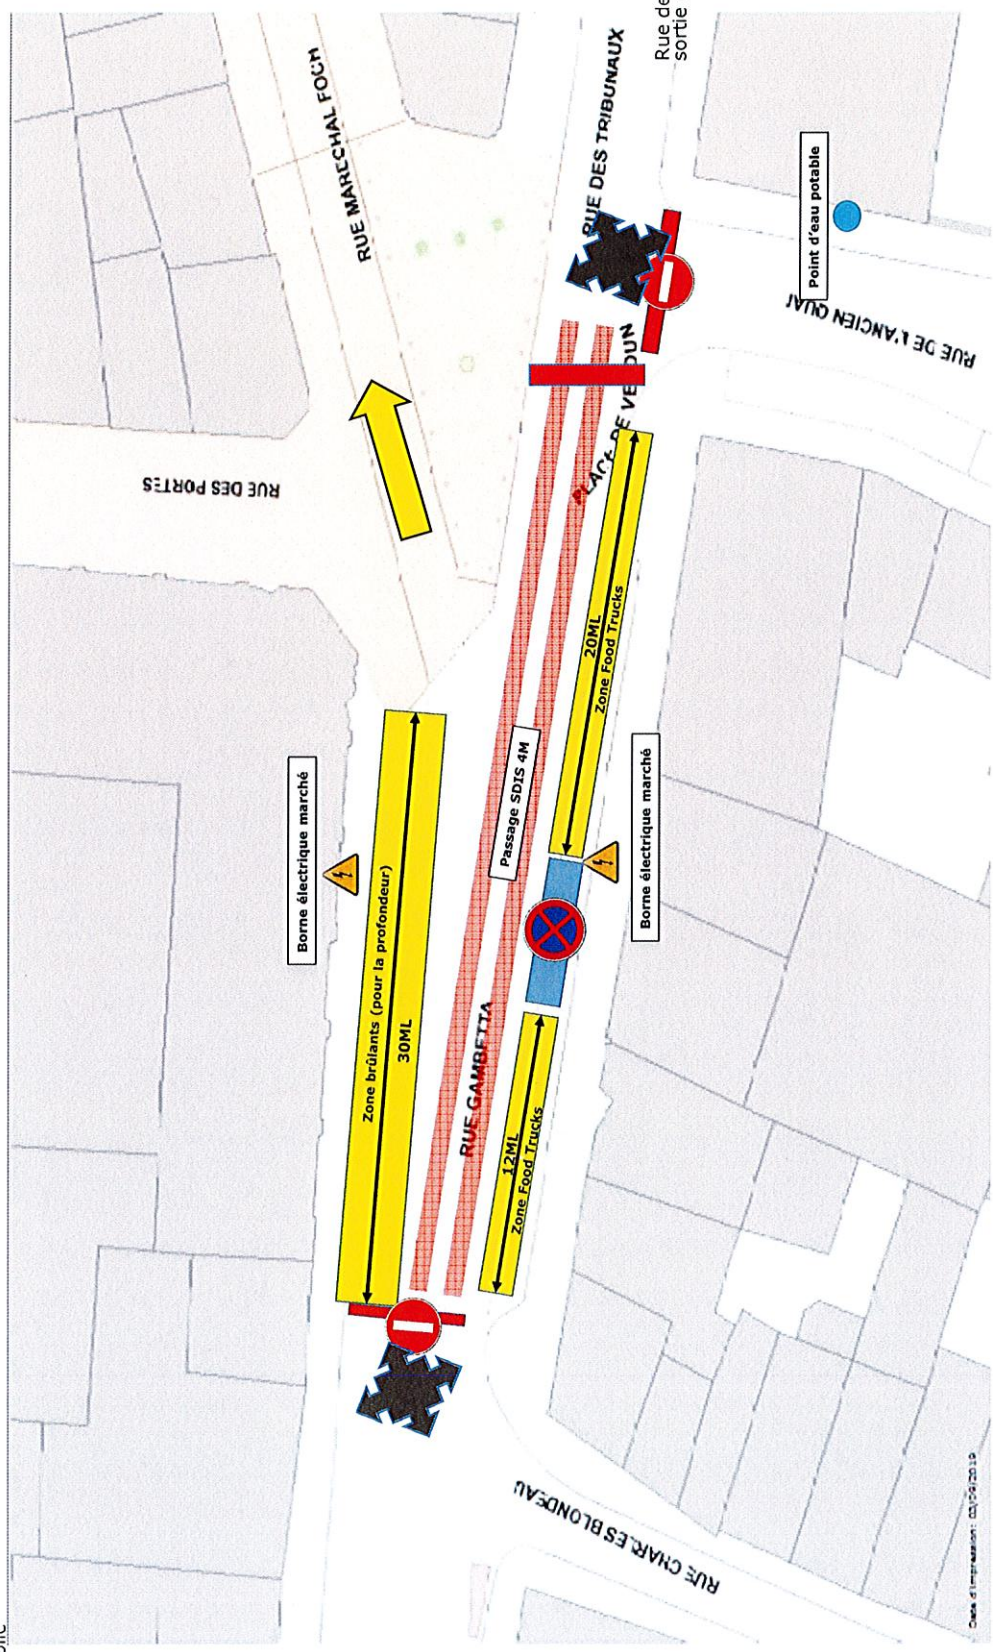 RUE MARECHAL FOCH
RUE DES TRIBUNAUX
Rue de
sortie
Point d'eau potable
RUE DE L'ANCIEN QUAI
PLACE DE VERDUN
RUE DES PORTES
20ML
Zone Food Trucks
Passage SDIS 4M
Borne électrique marché
Borne électrique marché
Zone brûlants (pour la profondeur)
30ML
RUE GAMBETTA
12ML
Zone Food Trucks
RUE CHARLES BLONDEAU